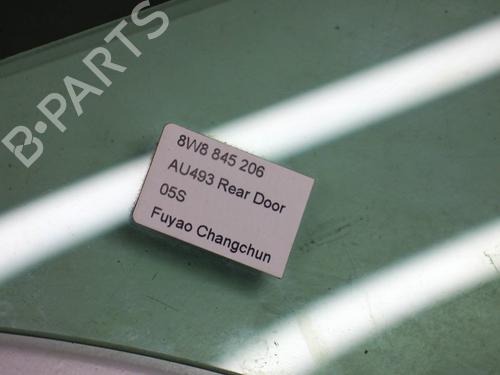 B-PARTS
8W8 845 206
AU493 Rear Door
05S
Fuyao Changchun